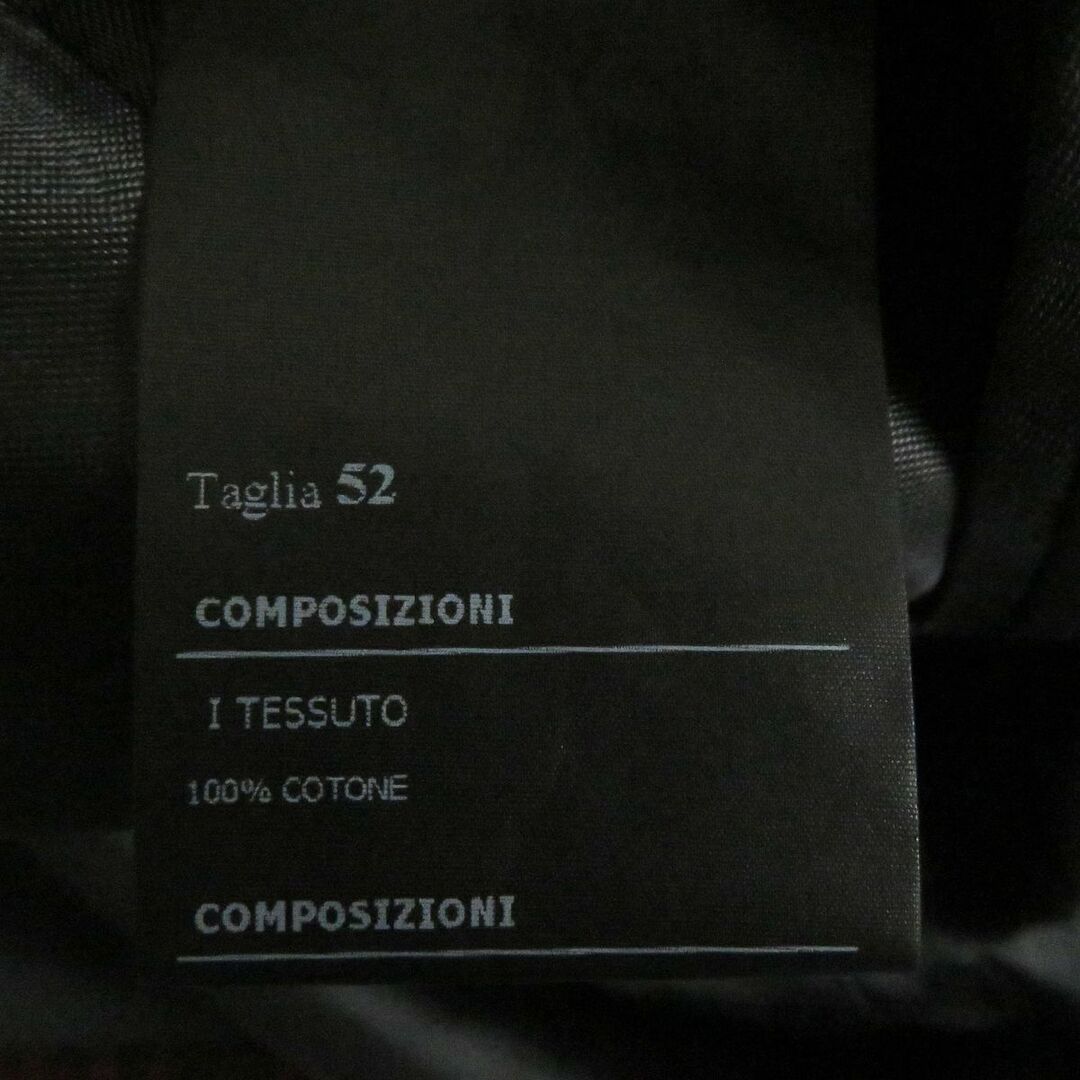 Taglia 52
COMPOSIZIONI
I TESSUTO
100% COTONE
COMPOSIZIONI